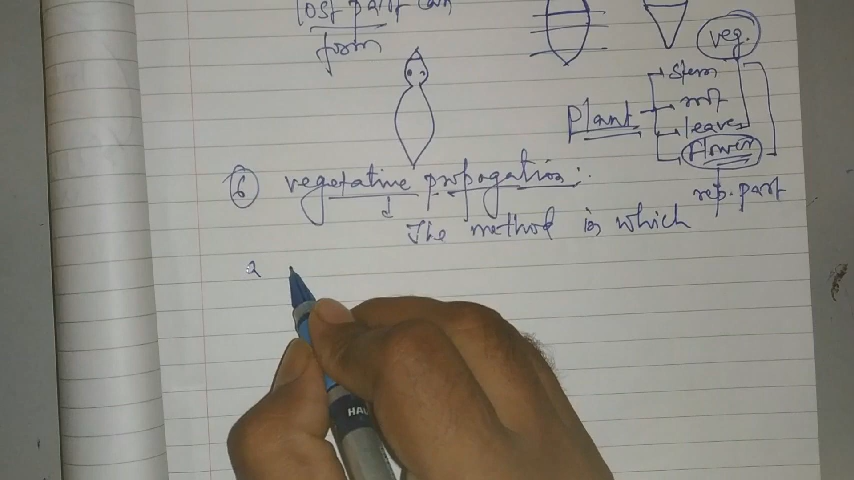 lost part can
form
veg.
Plant
stem
root
leaves
flower
rep. part
6 vegetative propagation :-
The method in which
a